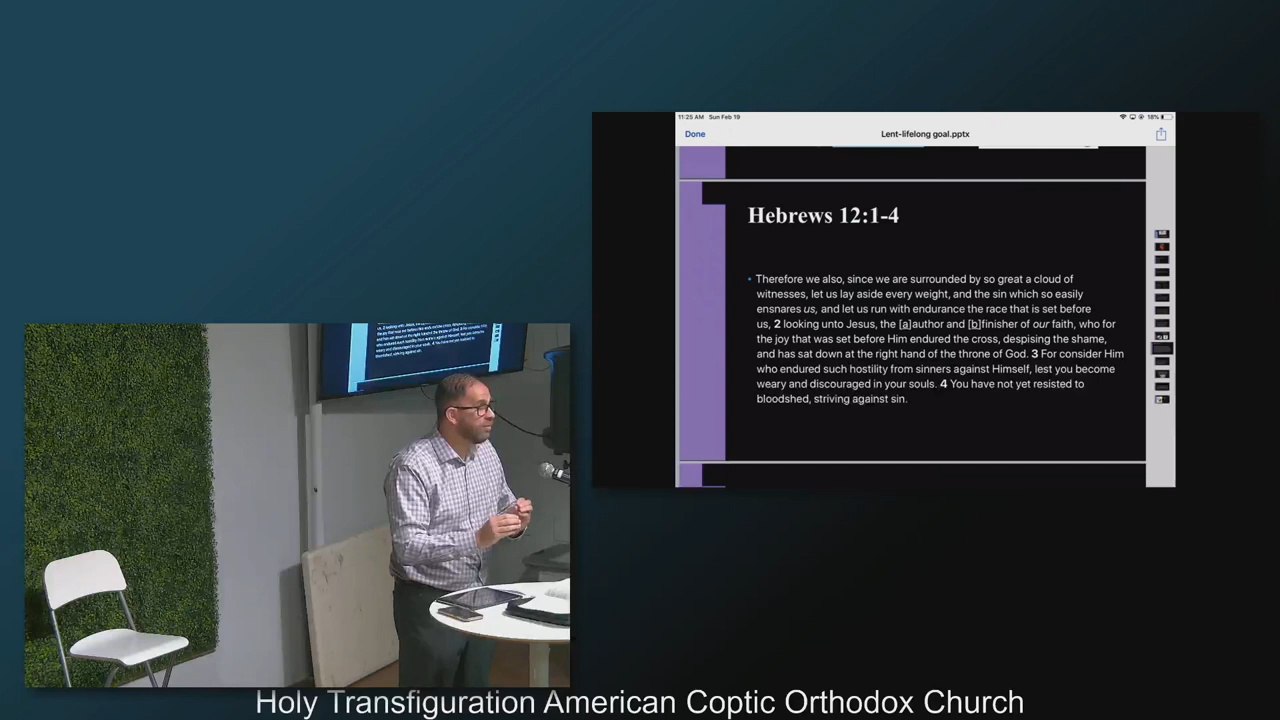 11:25 AM Sun Feb 19
18%
Done
Lent-lifelong goal.pptx
Hebrews 12:1-4
• Therefore we also, since we are surrounded by so great a cloud of
witnesses, let us lay aside every weight, and the sin which so easily
ensnares us, and let us run with endurance the race that is set before
us, 2 looking unto Jesus, the [a]author and [b]finisher of our faith, who for
the joy that was set before Him endured the cross, despising the shame,
and has sat down at the right hand of the throne of God. 3 For consider Him
who endured such hostility from sinners against Himself, lest you become
weary and discouraged in your souls. 4 You have not yet resisted to
bloodshed, striving against sin.
Holy Transfiguration American Coptic Orthodox Church